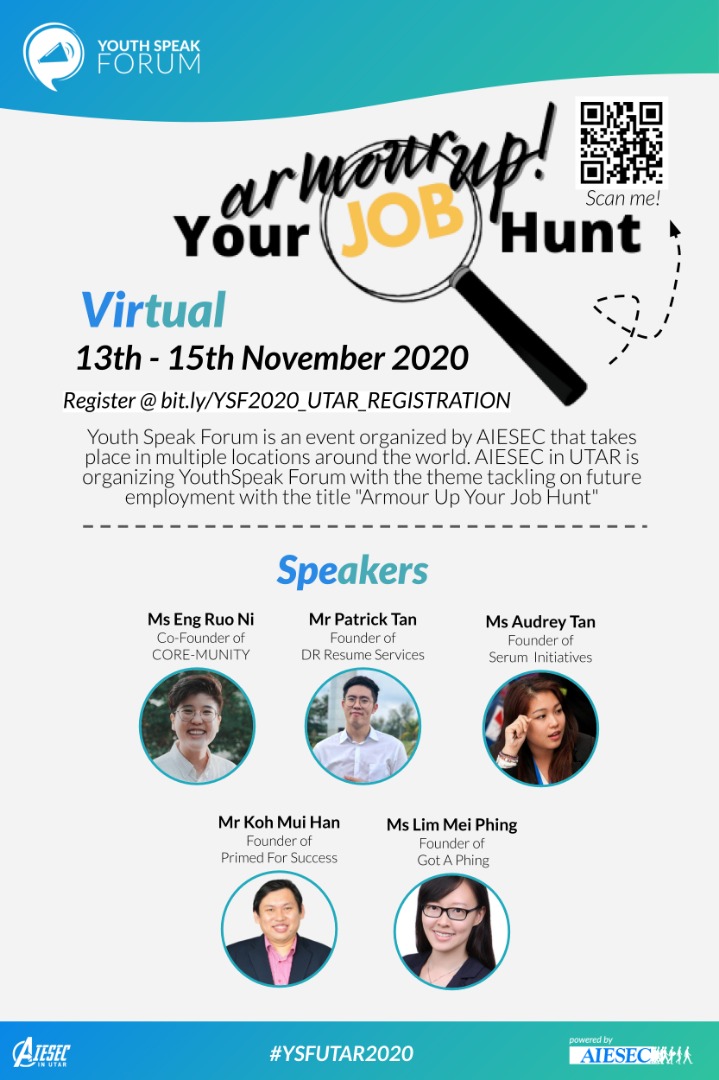 YOUTH SPEAK
FORUM
armour up!
Your JOB Hunt
Scan me!
Virtual
13th - 15th November 2020
Register @ bit.ly/YSF2020_UTAR_REGISTRATION
Youth Speak Forum is an event organized by AIESEC that takes
place in multiple locations around the world. AIESEC in UTAR is
organizing YouthSpeak Forum with the theme tackling on future
employment with the title "Armour Up Your Job Hunt"
Speakers
Ms Eng Ruo Ni
Co-Founder of
CORE-MUNITY
Mr Patrick Tan
Founder of
DR Resume Services
Ms Audrey Tan
Founder of
Serum Initiatives
Mr Koh Mui Han
Founder of
Primed For Success
Ms Lim Mei Phing
Founder of
Got A Phing
AIESEC
IN UTAR
#YSFUTAR2020
powered by
AIESEC